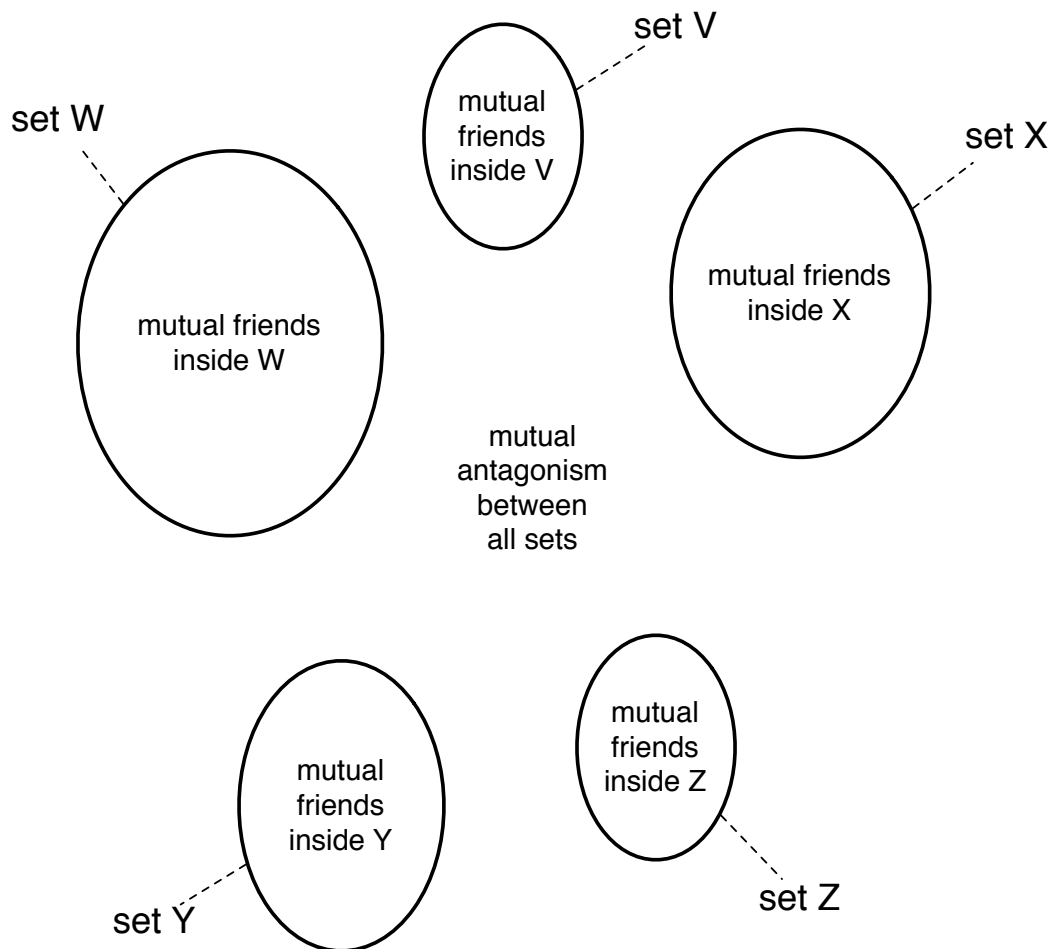 set V
mutual
friends
inside V
set W
set X
mutual friends
inside X
mutual friends
inside W
mutual
antagonism
between
all sets
mutual
friends
inside Z
mutual
friends
inside Y
set Z
set Y